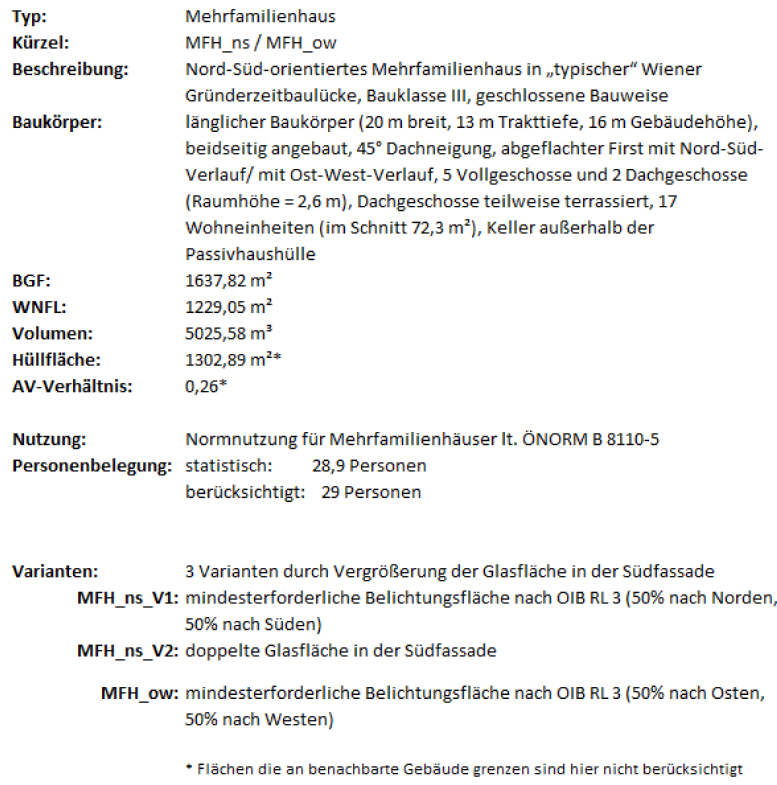 Typ: Mehrfamilienhaus
Kürzel: MFH_ns / MFH_ow
Beschreibung: Nord-Süd-orientiertes Mehrfamilienhaus in „typischer“ Wiener
Gründerzeitbaulücke, Bauklasse III, geschlossene Bauweise
Baukörper: länglicher Baukörper (20 m breit, 13 m Trakttiefe, 16 m Gebäudehöhe),
beidseitig angebaut, 45° Dachneigung, abgeflachter First mit Nord-Süd-
Verlauf/ mit Ost-West-Verlauf, 5 Vollgeschosse und 2 Dachgeschosse
(Raumhöhe = 2,6 m), Dachgeschosse teilweise terrassiert, 17
Wohneinheiten (im Schnitt 72,3 m²), Keller außerhalb der
Passivhaushülle
BGF: 1637,82 m²
WNFL: 1229,05 m²
Volumen: 5025,58 m³
Hüllfläche: 1302,89 m²*
AV-Verhältnis: 0,26*
Nutzung: Normnutzung für Mehrfamilienhäuser lt. ÖNORM B 8110-5
Personenbelegung: statistisch: 28,9 Personen
berücksichtigt: 29 Personen
Varianten: 3 Varianten durch Vergrößerung der Glasfläche in der Südfassade
MFH_ns_V1: mindesterforderliche Belichtungsfläche nach OIB RL 3 (50% nach Norden,
50% nach Süden)
MFH_ns_V2: doppelte Glasfläche in der Südfassade
MFH_ow: mindesterforderliche Belichtungsfläche nach OIB RL 3 (50% nach Osten,
50% nach Westen)
* Flächen die an benachbarte Gebäude grenzen sind hier nicht berücksichtigt